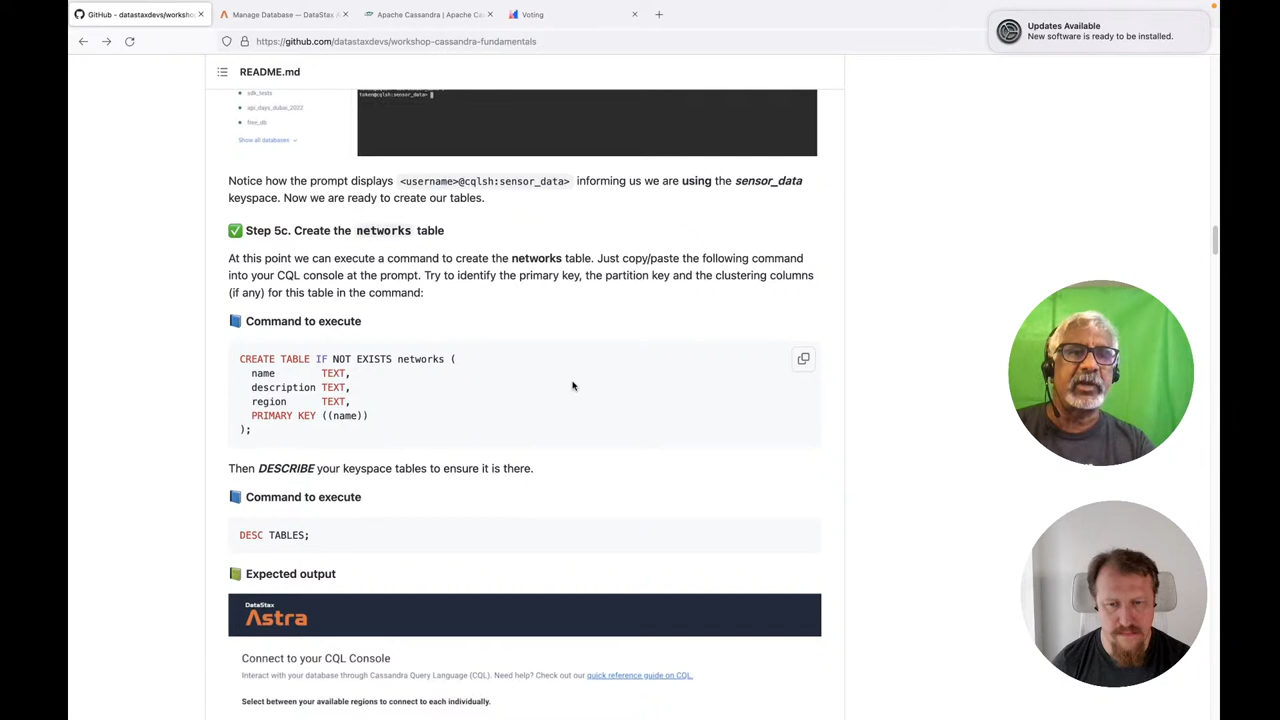 GitHub - datastaxdevs/worksho
Manage Database — DataStax A
Apache Cassandra | Apache Ca
Voting
https://github.com/datastaxdevs/workshop-cassandra-fundamentals
Updates Available
New software is ready to be installed.
README.md
sdk_tests
api_days_dubai_2022
free_db
Show all databases
token@cqlsh:sensor_data>
Notice how the prompt displays <username>@cqlsh:sensor_data> informing us we are using the sensor_data
keyspace. Now we are ready to create our tables.
Step 5c. Create the networks table
At this point we can execute a command to create the networks table. Just copy/paste the following command
into your CQL console at the prompt. Try to identify the primary key, the partition key and the clustering columns
(if any) for this table in the command:
Command to execute
CREATE TABLE IF NOT EXISTS networks (
name TEXT,
description TEXT,
region TEXT,
PRIMARY KEY ((name))
);
Then DESCRIBE your keyspace tables to ensure it is there.
Command to execute
DESC TABLES;
Expected output
DataStax
Astra
Connect to your CQL Console
Interact with your database through Cassandra Query Language (CQL). Need help? Check out our quick reference guide on CQL.
Select between your available regions to connect to each individually.